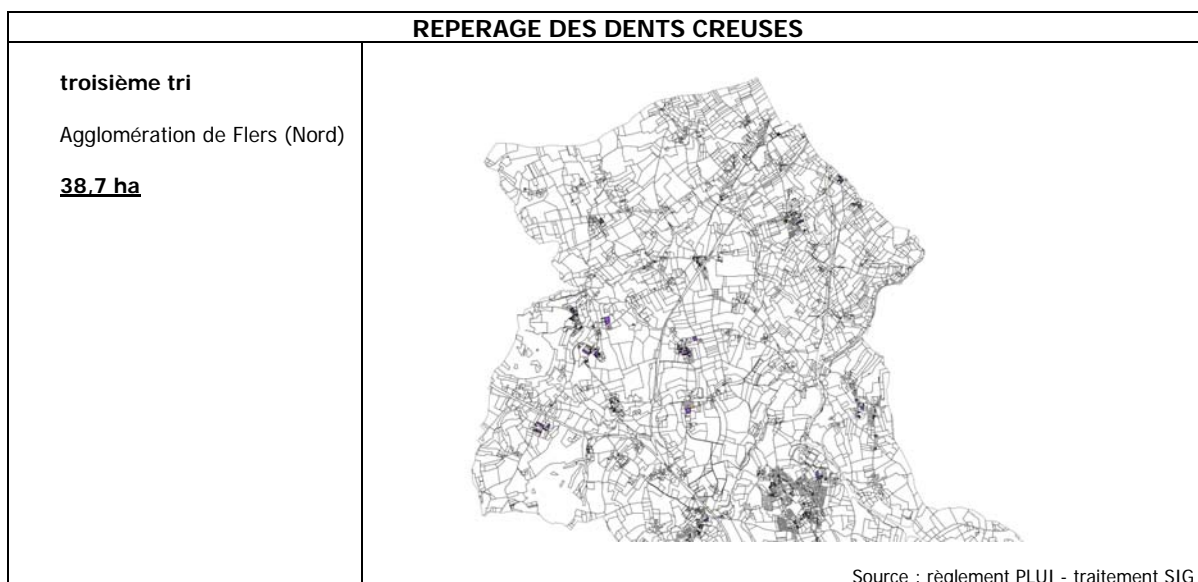 REPERAGE DES DENTS CREUSES
troisième tri
Agglomération de Flers (Nord)
38,7 ha
Source : règlement PLUI - traitement SIG